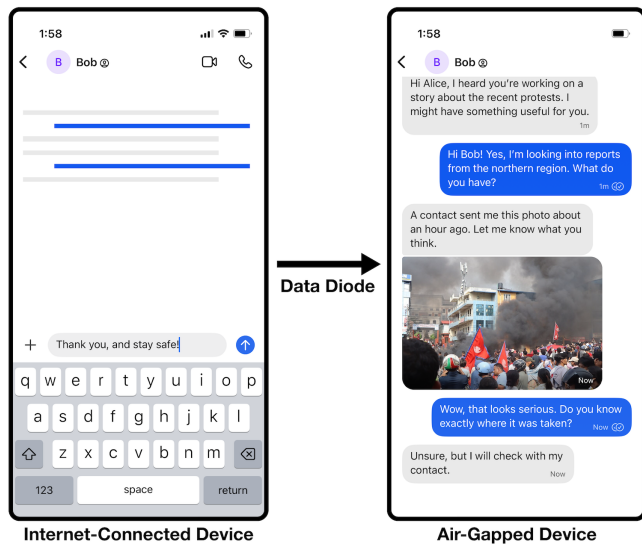 1:58
B Bob
Thank you, and stay safe!
q w e r t y u i o p
a s d f g h j k l
z x c v b n m
123 space return
Internet-Connected Device
Data Diode
1:58
B Bob
Hi Alice, I heard you're working on a
story about the recent protests. I
might have something useful for you.
1m
Hi Bob! Yes, I'm looking into reports
from the northern region. What do
you have?
1m
A contact sent me this photo about
an hour ago. Let me know what you
think.
Now
Wow, that looks serious. Do you know
exactly where it was taken?
Now
Unsure, but I will check with my
contact.
Now
Air-Gapped Device